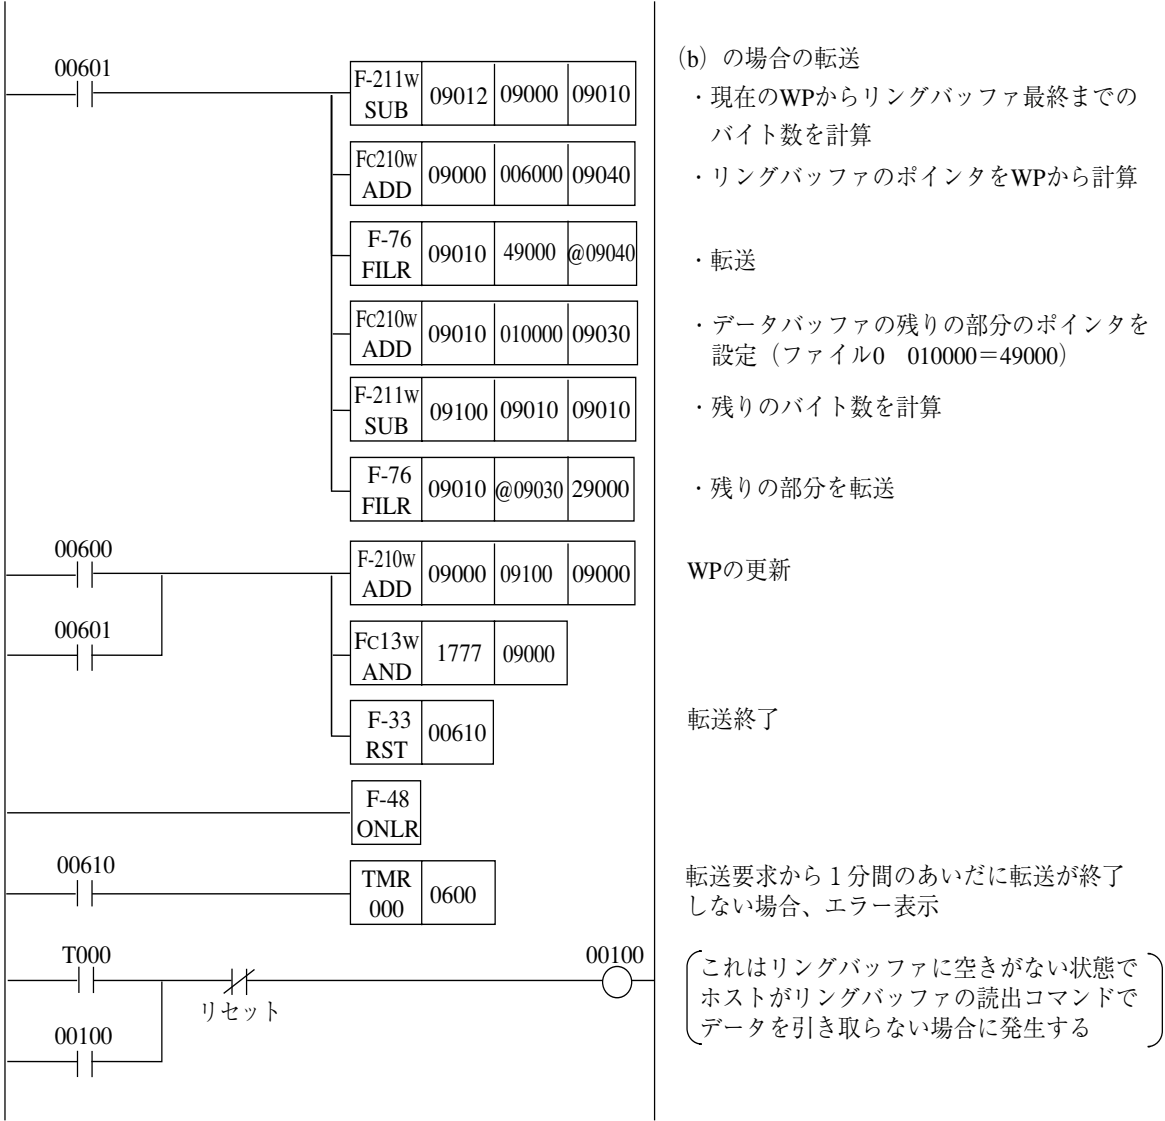 00601
F-211w
SUB
09012 09000 09010
(b) の場合の転送
・現在のWPからリングバッファ最終までの
バイト数を計算
Fc210w
ADD
09000 006000 09040
・リングバッファのポインタをWPから計算
F-76
FILR
09010 49000 @09040
・転送
Fc210w
ADD
09010 010000 09030
・データバッファの残りの部分のポインタを
設定（ファイル0　010000＝49000）
F-211w
SUB
09100 09010 09010
・残りのバイト数を計算
F-76
FILR
09010 @09030 29000
・残りの部分を転送
00600
F-210w
ADD
09000 09100 09000
WPの更新
00601
Fc13w
AND
1777 09000
F-33
RST
00610
転送終了
F-48
ONLR
00610
TMR
000
0600
転送要求から１分間のあいだに転送が終了
しない場合、エラー表示
T000
リセット
00100
これはリングバッファに空きがない状態で
ホストがリングバッファの読出コマンドで
データを引き取らない場合に発生する
00100